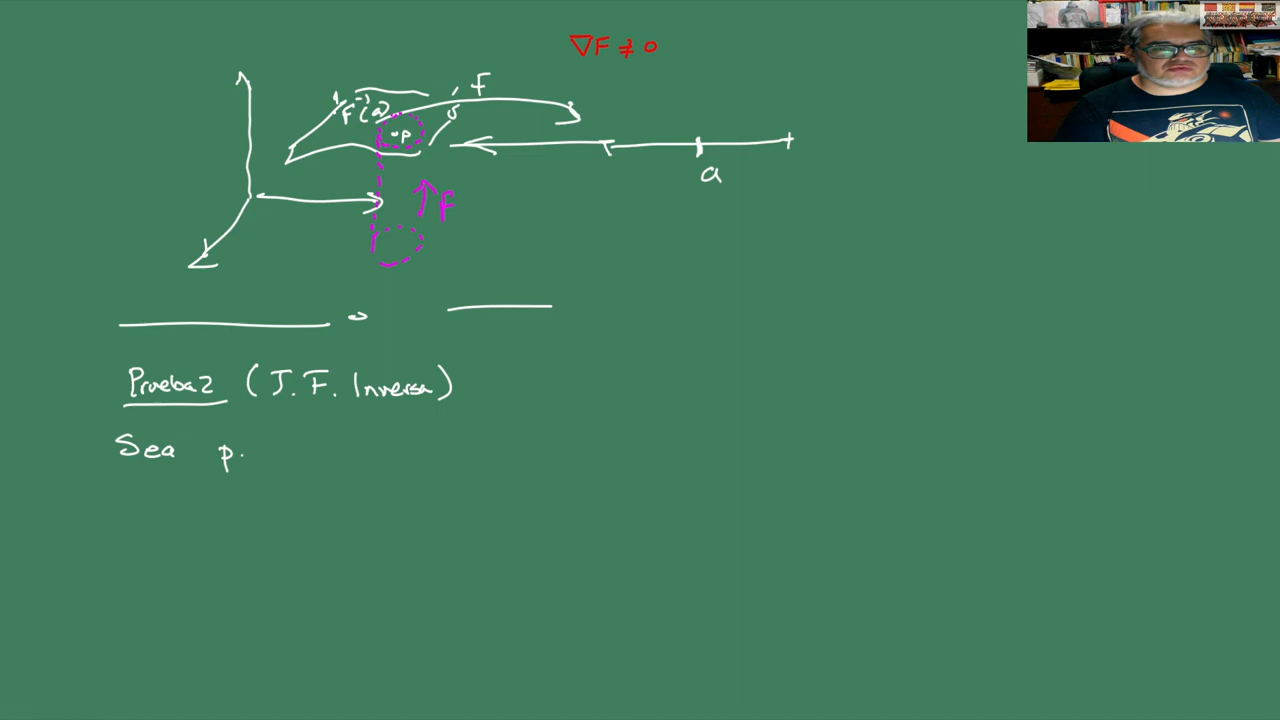 ∇F ≠ 0
F
F⁻¹(a)
p
a
F
Prueba 2 (T. F. Inversa)
Sea p.